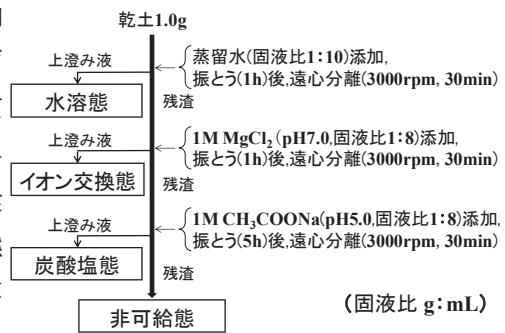 乾土1.0g
蒸留水(固液比1:10)添加,
振とう(1h)後,遠心分離(3000rpm, 30min)
上澄み液
水溶態
残渣
1M MgCl₂(pH7.0,固液比1:8)添加,
振とう(1h)後,遠心分離(3000rpm, 30min)
上澄み液
イオン交換態
残渣
1M CH₃COONa(pH5.0,固液比1:8)添加,
振とう(5h)後,遠心分離(3000rpm, 30min)
上澄み液
炭酸塩態
残渣
非可給態
(固液比 g:mL)